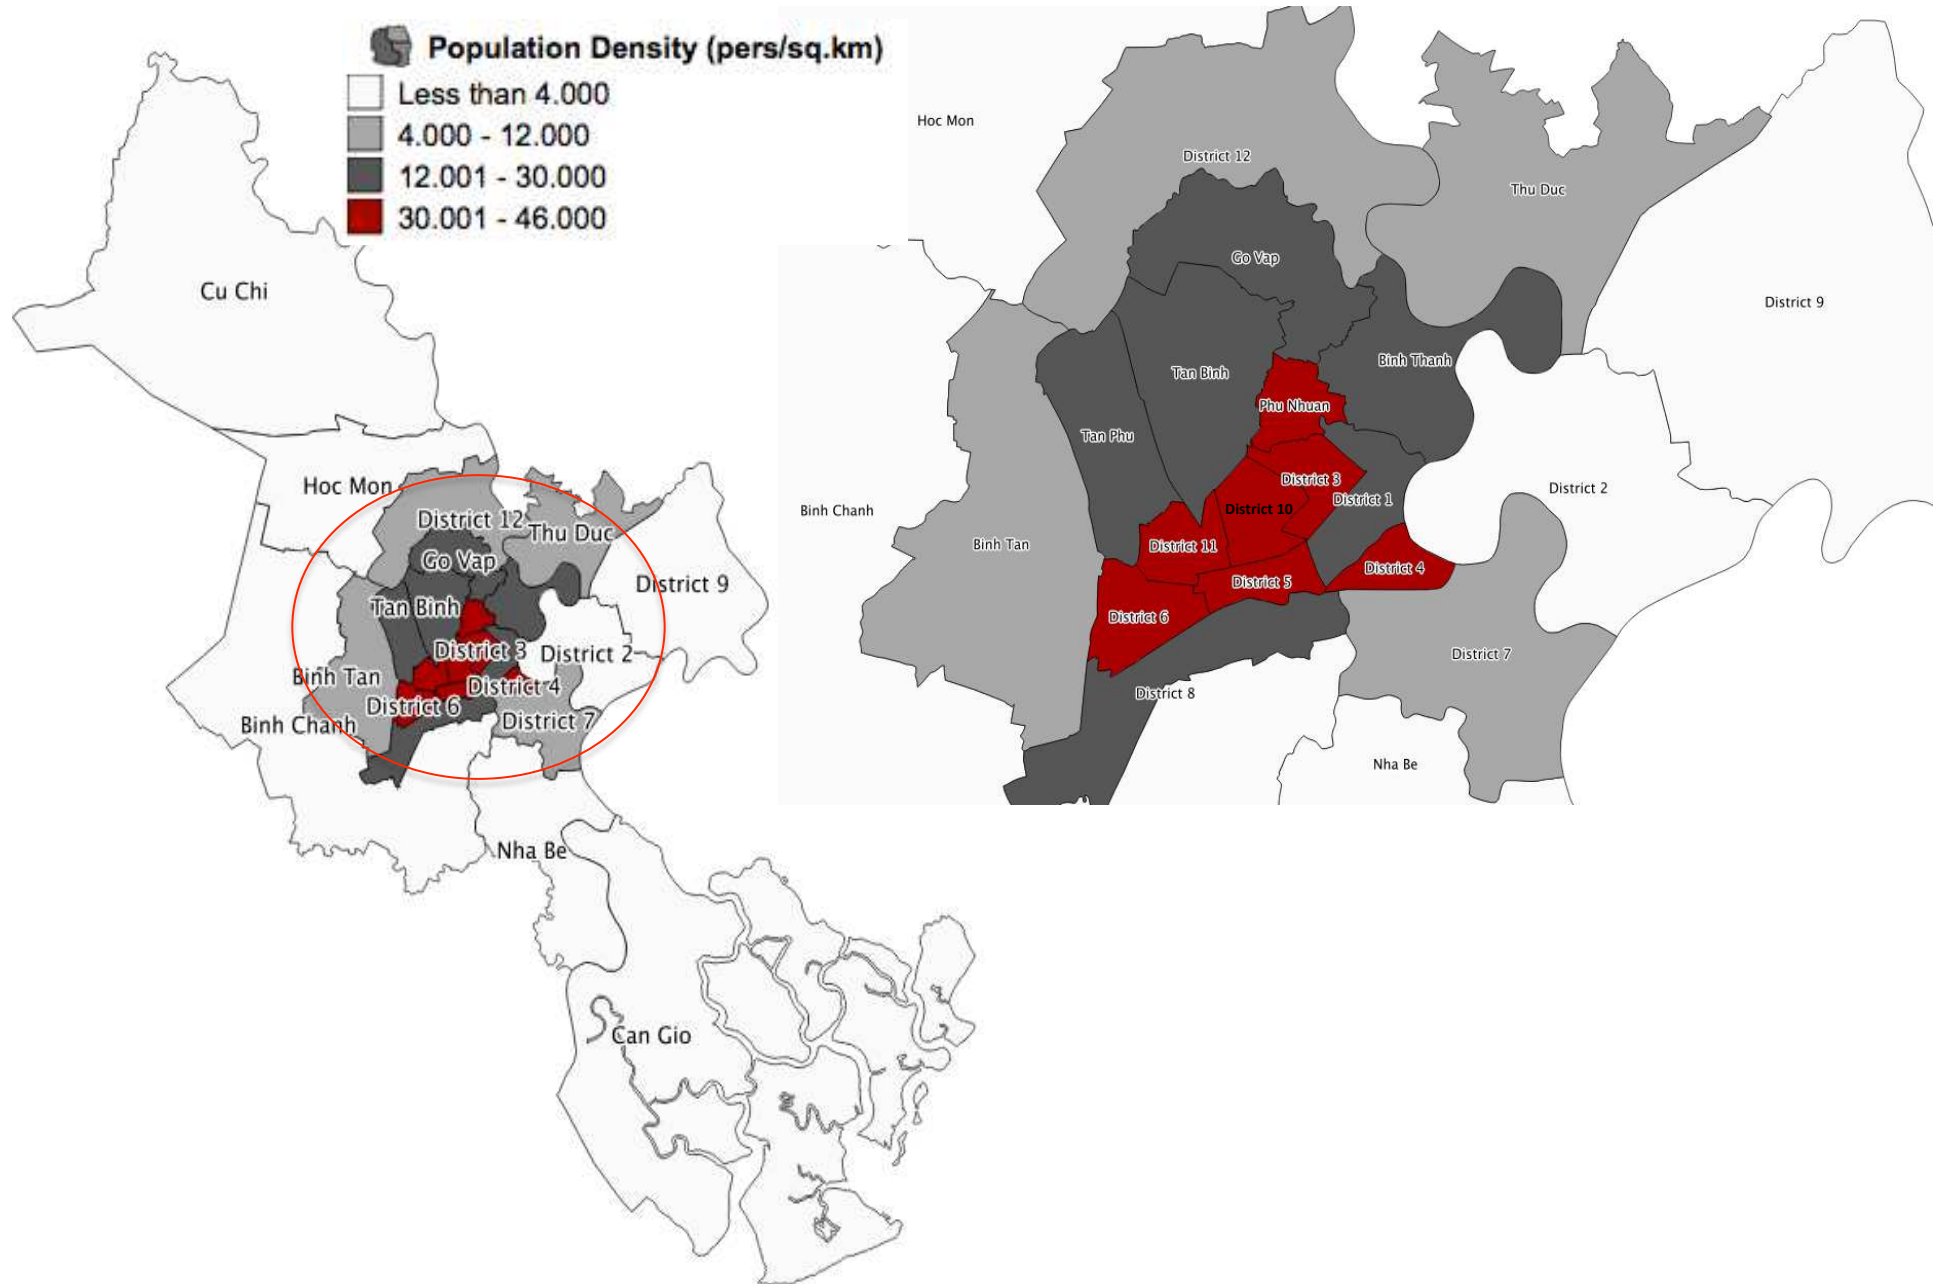 Population Density (pers/sq.km)
Less than 4.000
4.000 - 12.000
12.001 - 30.000
30.001 - 46.000
Cu Chi
Hoc Mon
District 12
Thu Duc
Go Vap
District 9
Tan Binh
District 3
District 2
Binh Tan
District 4
District 6
District 7
Binh Chanh
Nha Be
Can Gio
Hoc Mon
District 12
Thu Duc
Go Vap
District 9
Binh Thanh
Tan Binh
Phu Nhuan
Tan Phu
District 3
District 2
District 1
Binh Chanh
District 10
Binh Tan
District 11
District 4
District 5
District 6
District 7
District 8
Nha Be